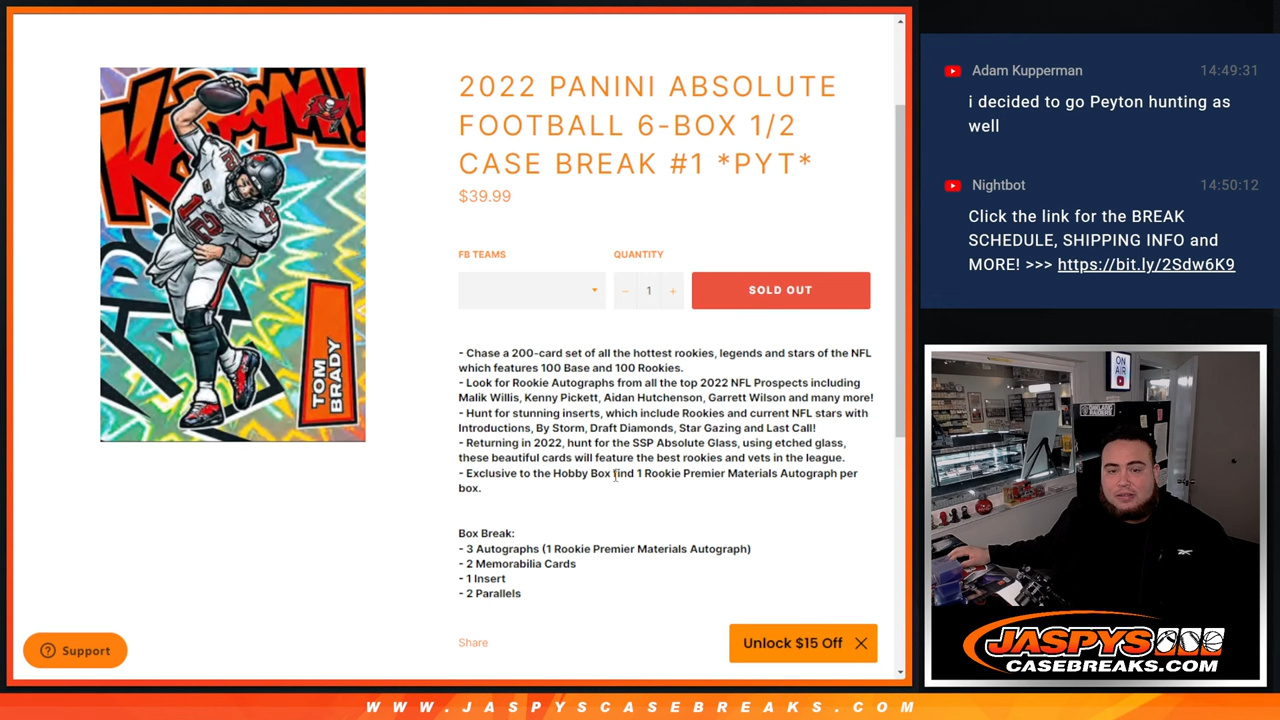 KABOOM!
12
TOM
BRADY
2022 PANINI ABSOLUTE
FOOTBALL 6-BOX 1/2
CASE BREAK #1 *PYT*
$39.99
FB TEAMS
QUANTITY
− 1 +
SOLD OUT
- Chase a 200-card set of all the hottest rookies, legends and stars of the NFL
which features 100 Base and 100 Rookies.
- Look for Rookie Autographs from all the top 2022 NFL Prospects including
Malik Willis, Kenny Pickett, Aidan Hutchenson, Garrett Wilson and many more!
- Hunt for stunning inserts, which include Rookies and current NFL stars with
Introductions, By Storm, Draft Diamonds, Star Gazing and Last Call!
- Returning in 2022, hunt for the SSP Absolute Glass, using etched glass,
these beautiful cards will feature the best rookies and vets in the league.
- Exclusive to the Hobby Box find 1 Rookie Premier Materials Autograph per
box.
Box Break:
- 3 Autographs (1 Rookie Premier Materials Autograph)
- 2 Memorabilia Cards
- 1 Insert
- 2 Parallels
Share
Support
Unlock $15 Off
Adam Kupperman 14:49:31
i decided to go Peyton hunting as
well
Nightbot 14:50:12
Click the link for the BREAK
SCHEDULE, SHIPPING INFO and
MORE! >>> https://bit.ly/2Sdw6K9
ON
AIR
JASPYS
CASEBREAKS.COM
WWW.JASPYSCASEBREAKS.COM